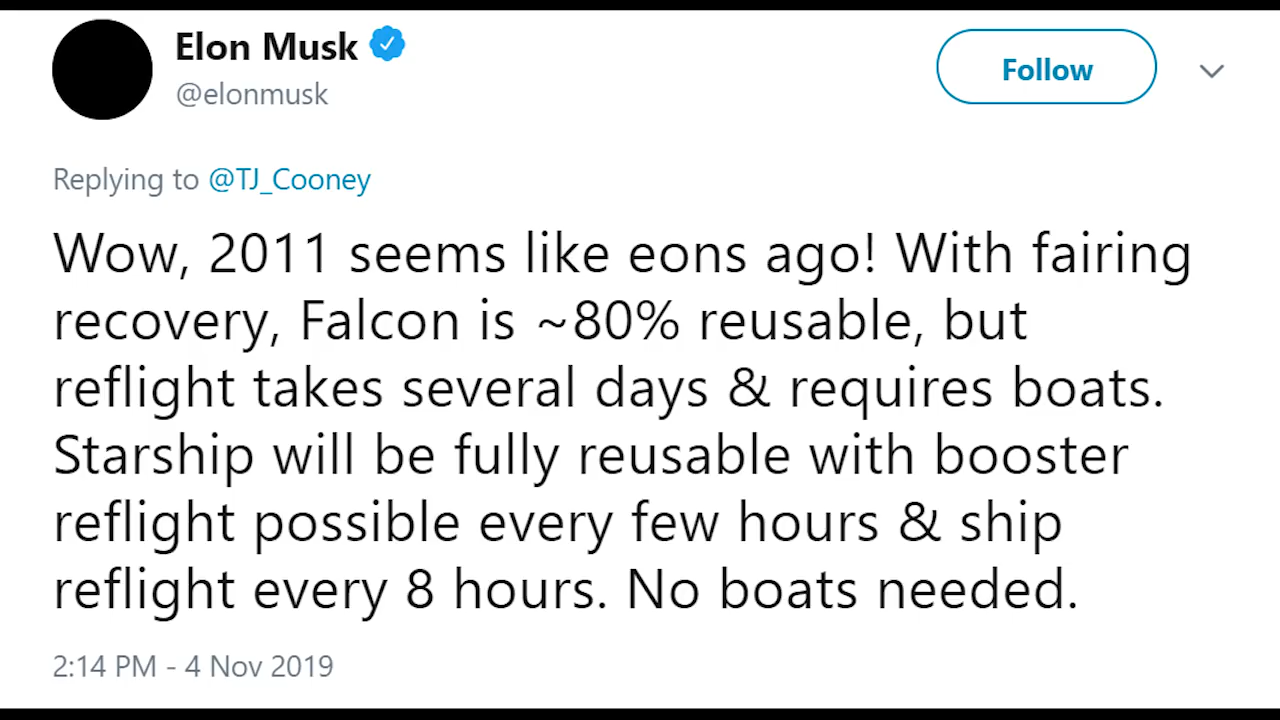 Elon Musk
@elonmusk
Follow
Replying to @TJ_Cooney
Wow, 2011 seems like eons ago! With fairing
recovery, Falcon is ~80% reusable, but
reflight takes several days & requires boats.
Starship will be fully reusable with booster
reflight possible every few hours & ship
reflight every 8 hours. No boats needed.
2:14 PM - 4 Nov 2019